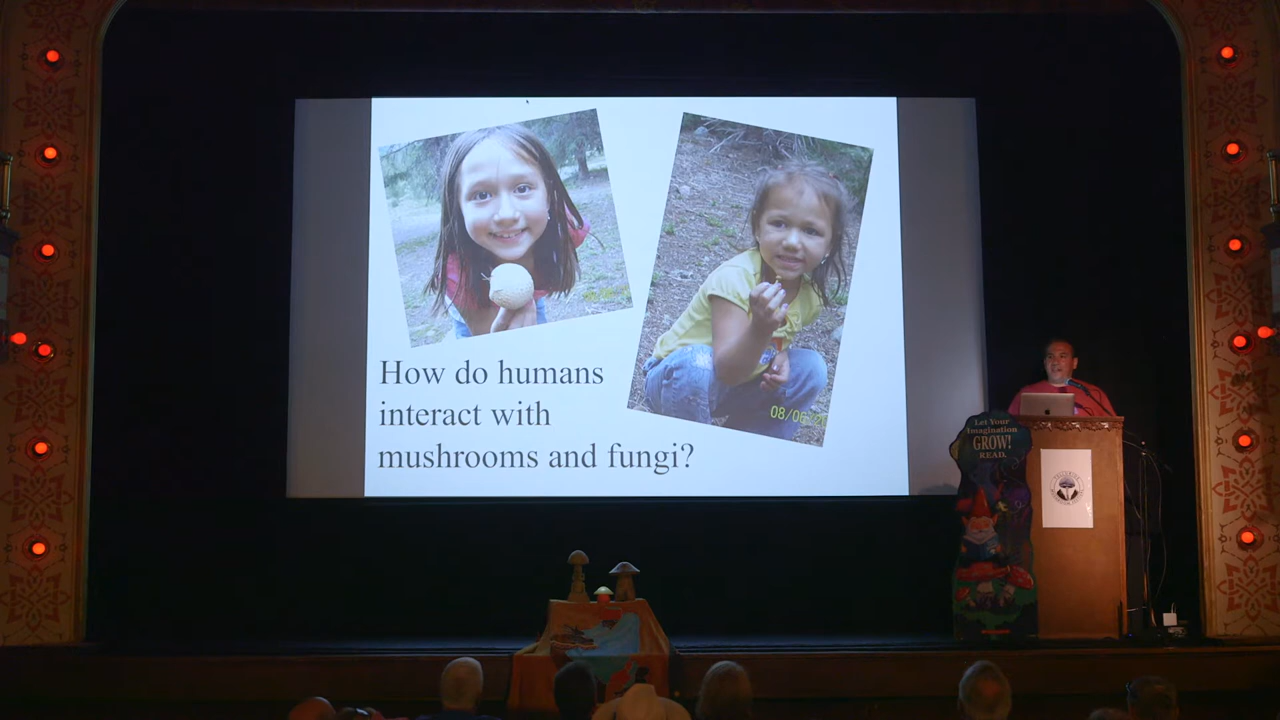 How do humans
interact with
mushrooms and fungi?
08/06
Let Your
Imagination
GROW!
READ.